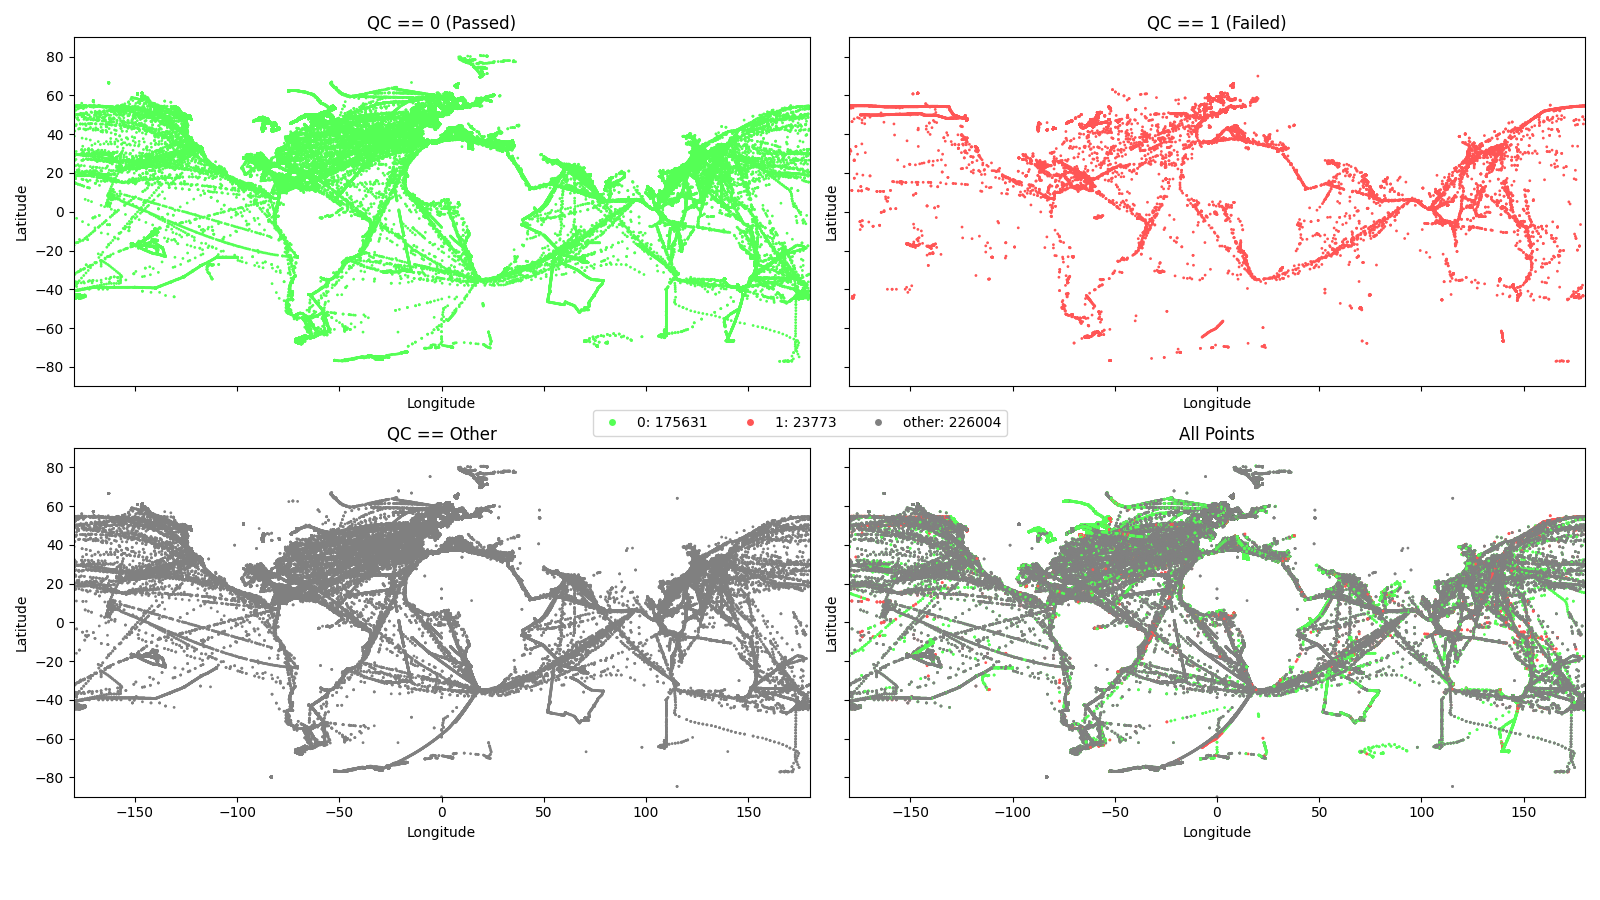 QC == 0 (Passed)
QC == 1 (Failed)
80
60
40
20
0
−20
−40
−60
−80
Latitude
Latitude
Longitude
Longitude
0: 175631 1: 23773 other: 226004
QC == Other
All Points
80
60
40
20
0
−20
−40
−60
−80
Latitude
Latitude
−150 −100 −50 0 50 100 150
−150 −100 −50 0 50 100 150
Longitude
Longitude